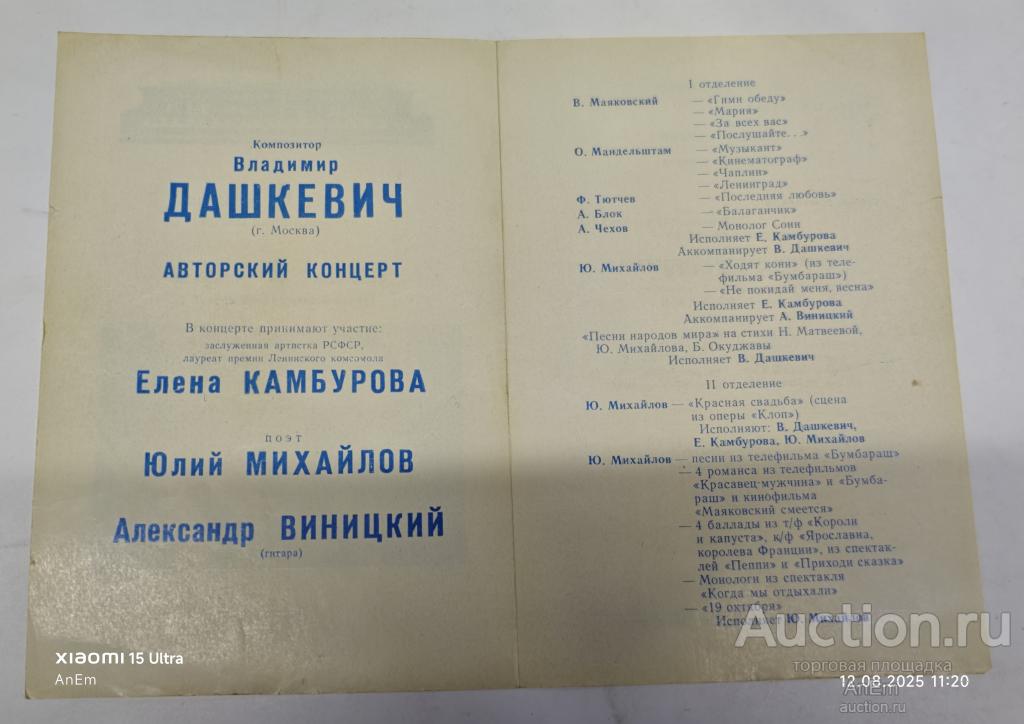 Композитор
Владимир
ДАШКЕВИЧ
(г. Москва)
АВТОРСКИЙ КОНЦЕРТ
В концерте принимают участие:
заслуженная артистка РСФСР,
лауреат премии Ленинского комсомола
Елена КАМБУРОВА
поэт
Юлий МИХАЙЛОВ
Александр ВИНИЦКИЙ
(гитара)
I отделение
В. Маяковский — «Гимн обеду»
— «Мария»
— «За всех вас»
— «Послушайте...»
О. Мандельштам — «Музыкант»
— «Кинематограф»
— «Чаплин»
— «Ленинград»
Ф. Тютчев — «Последняя любовь»
А. Блок — «Балаганчик»
А. Чехов — Монолог Сони
Исполняет Е. Камбурова
Аккомпанирует В. Дашкевич
Ю. Михайлов — «Ходят кони» (из теле-
фильма «Бумбараш»)
— «Не покидай меня, весна»
Исполняет Е. Камбурова
Аккомпанирует А. Виницкий
«Песни народов мира» на стихи Н. Матвеевой,
Ю. Михайлова, Б. Окуджавы
Исполняет В. Дашкевич
II отделение
Ю. Михайлов — «Красная свадьба» (сцена
из оперы «Клоп»)
Исполняют: В. Дашкевич,
Е. Камбурова, Ю. Михайлов
Ю. Михайлов — песни из телефильма «Бумбараш»
— 4 романса из телефильмов
«Красавец-мужчина» и «Бумба-
раш» и кинофильма
«Маяковский смеется»
— 4 баллады из т/ф «Короли
и капуста», к/ф «Ярославна,
королева Франции», из спектак-
лей «Пеппи» и «Приходи сказка»
— Монологи из спектакля
«Когда мы отдыхали»
— «19 октября»
Исполняет Ю. Михайлов
Auction.ru
торговая площадка
xiaomi 15 Ultra
AnEm
12.08.2025 11:20
AnEm
auction.ru